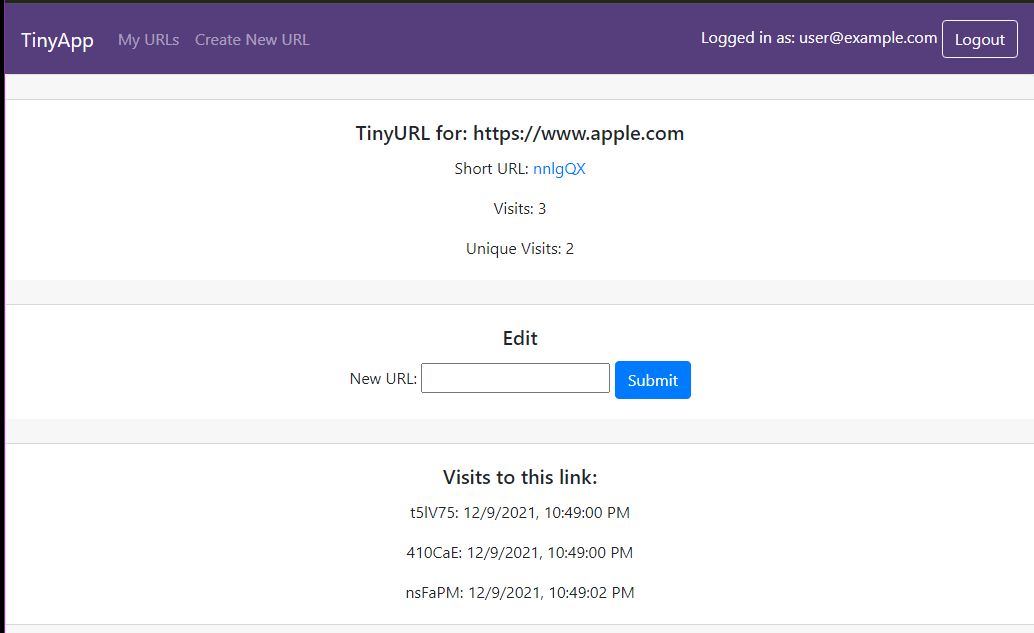 TinyApp My URLs Create New URL Logged in as: user@example.com Logout
TinyURL for: https://www.apple.com
Short URL: nnlgQX
Visits: 3
Unique Visits: 2
Edit
New URL: Submit
Visits to this link:
t5lV75: 12/9/2021, 10:49:00 PM
410CaE: 12/9/2021, 10:49:00 PM
nsFaPM: 12/9/2021, 10:49:02 PM